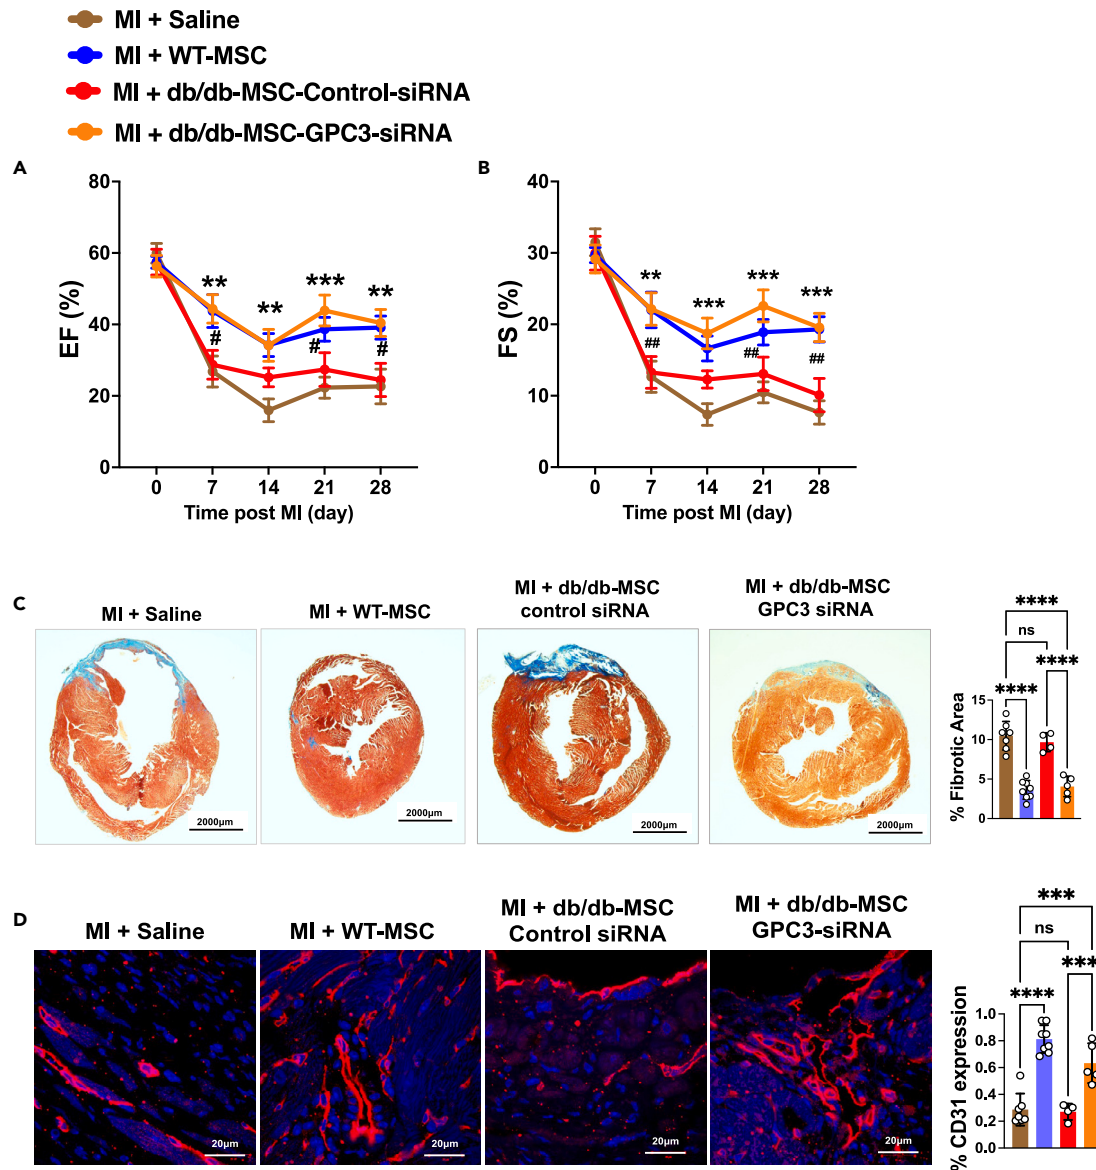 MI + Saline
MI + WT-MSC
MI + db/db-MSC-Control-siRNA
MI + db/db-MSC-GPC3-siRNA
A
EF (%)
80
60
40
20
0
**
**
***
**
#
#
#
0 7 14 21 28
Time post MI (day)
B
FS (%)
40
30
20
10
0
**
***
***
***
##
##
##
0 7 14 21 28
Time post MI (day)
C
MI + Saline
MI + WT-MSC
MI + db/db-MSC
control siRNA
MI + db/db-MSC
GPC3 siRNA
2000µm
2000µm
2000µm
2000µm
% Fibrotic Area
****
ns
****
****
15
10
5
0
D
MI + Saline
MI + WT-MSC
MI + db/db-MSC
Control siRNA
MI + db/db-MSC
GPC3-siRNA
20µm
20µm
20µm
20µm
% CD31 expression
***
ns
***
****
1.0
0.8
0.6
0.4
0.2
0.0